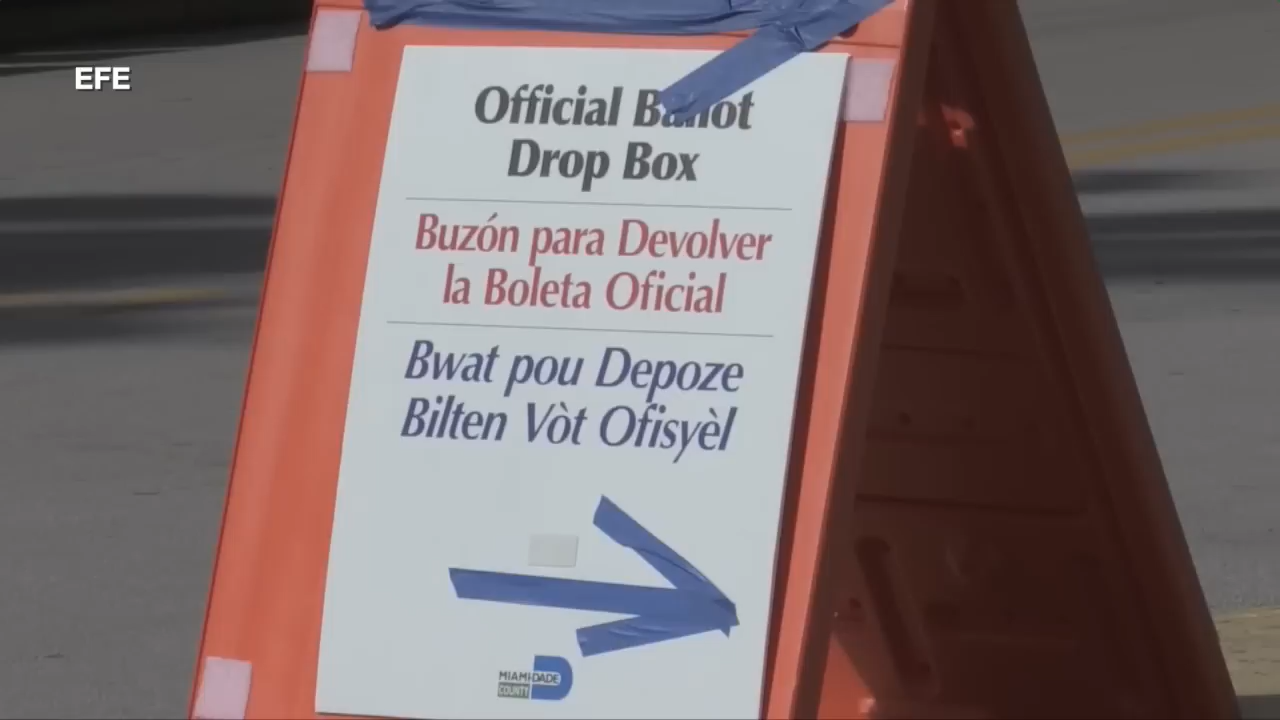 EFE
Official Ballot
Drop Box
Buzón para Devolver
la Boleta Oficial
Bwat pou Depoze
Bilten Vòt Ofisyèl
MIAMI-DADE
COUNTY